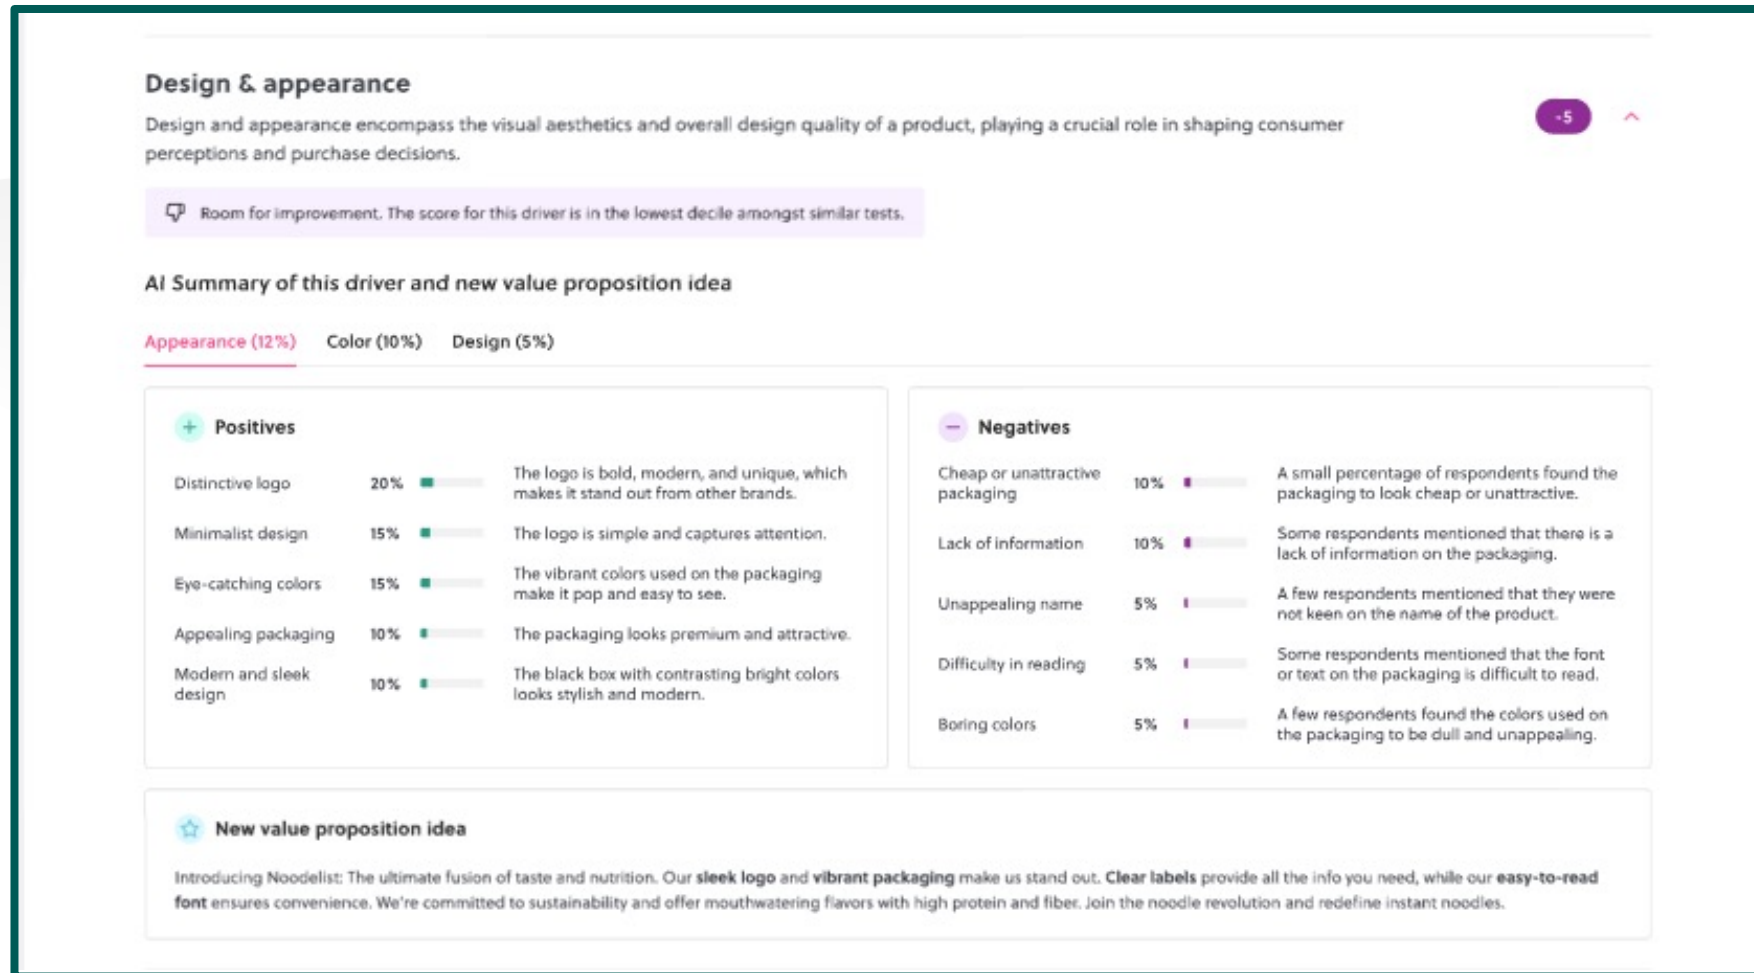 Design & appearance
Design and appearance encompass the visual aesthetics and overall design quality of a product, playing a crucial role in shaping consumer
perceptions and purchase decisions.
-5
Room for improvement. The score for this driver is in the lowest decile amongst similar tests.
AI Summary of this driver and new value proposition idea
Appearance (12%) Color (10%) Design (5%)
Positives
Distinctive logo 20% The logo is bold, modern, and unique, which
makes it stand out from other brands.
Minimalist design 15% The logo is simple and captures attention.
Eye-catching colors 15% The vibrant colors used on the packaging
make it pop and easy to see.
Appealing packaging 10% The packaging looks premium and attractive.
Modern and sleek
design 10% The black box with contrasting bright colors
looks stylish and modern.
Negatives
Cheap or unattractive
packaging 10% A small percentage of respondents found the
packaging to look cheap or unattractive.
Lack of information 10% Some respondents mentioned that there is a
lack of information on the packaging.
Unappealing name 5% A few respondents mentioned that they were
not keen on the name of the product.
Difficulty in reading 5% Some respondents mentioned that the font
or text on the packaging is difficult to read.
Boring colors 5% A few respondents found the colors used on
the packaging to be dull and unappealing.
New value proposition idea
Introducing Noodelist: The ultimate fusion of taste and nutrition. Our sleek logo and vibrant packaging make us stand out. Clear labels provide all the info you need, while our easy-to-read
font ensures convenience. We're committed to sustainability and offer mouthwatering flavors with high protein and fiber. Join the noodle revolution and redefine instant noodles.